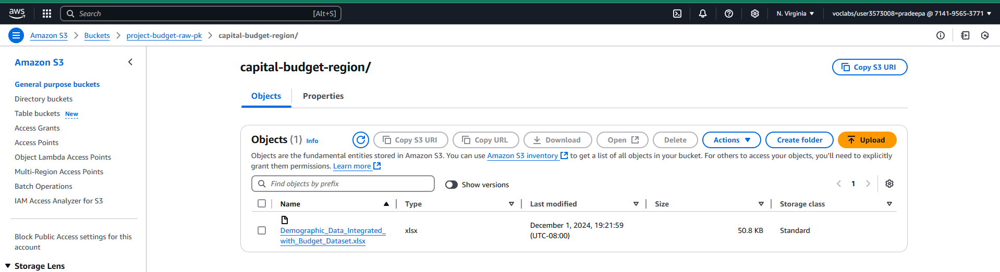 aws
Search
[Alt+S]
N. Virginia
voclabs/user3573008=pradeepa @ 7141-9565-3771
Amazon S3
Buckets
project-budget-raw-pk
capital-budget-region/
Amazon S3
General purpose buckets
Directory buckets
Table buckets New
Access Grants
Access Points
Object Lambda Access Points
Multi-Region Access Points
Batch Operations
IAM Access Analyzer for S3
Block Public Access settings for this
account
Storage Lens
capital-budget-region/
Copy S3 URI
Objects
Properties
Objects (1) Info
Copy S3 URI
Copy URL
Download
Open
Delete
Actions
Create folder
Upload
Objects are the fundamental entities stored in Amazon S3. You can use Amazon S3 inventory to get a list of all objects in your bucket. For others to access your objects, you’ll need to explicitly
grant them permissions. Learn more
Find objects by prefix
Show versions
1
Name
Type
Last modified
Size
Storage class
Demographic_Data_Integrated_
with_Budget_Dataset.xlsx
xlsx
December 1, 2024, 19:21:59
(UTC-08:00)
50.8 KB
Standard